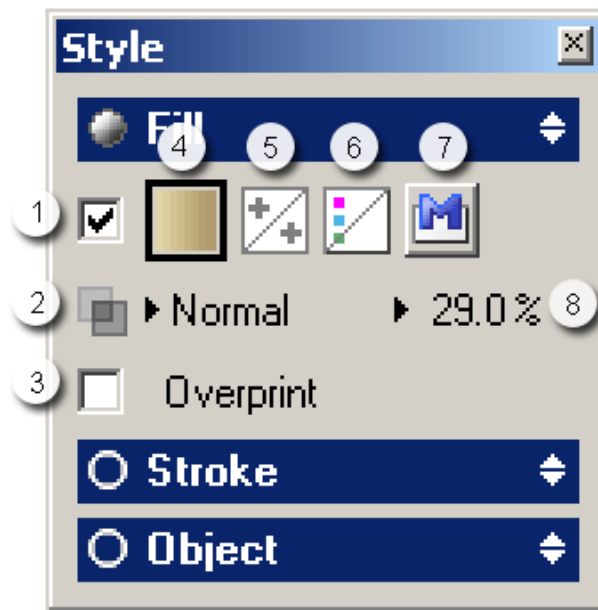 Style
Fill
4 5 6 7
1
2 Normal 29.0% 8
3 Overprint
Stroke
Object